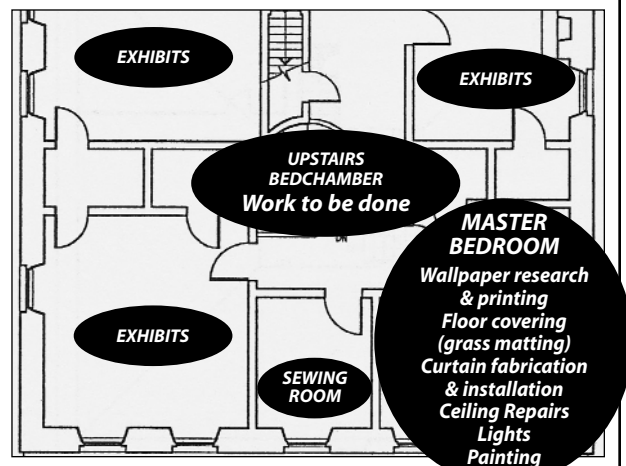 EXHIBITS
EXHIBITS
UPSTAIRS
BEDCHAMBER
Work to be done
DN
MASTER
BEDROOM
Wallpaper research
& printing
Floor covering
(grass matting)
Curtain fabrication
& installation
Ceiling Repairs
Lights
Painting
EXHIBITS
SEWING
ROOM